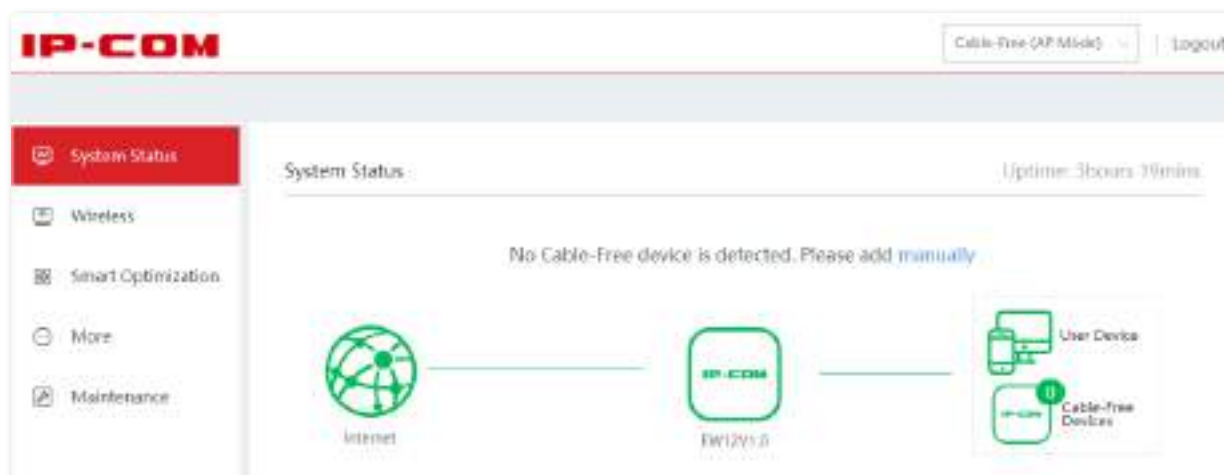 IP-COM
Cable-Free (AP Mode)
Logout
System Status
System Status
Uptime: 3hours 19mins
Wireless
No Cable-Free device is detected. Please add manually
Smart Optimization
More
User Device
IP-COM
0
Maintenance
IP-COM
Cable-Free
Devices
Internet
EW12V1.0